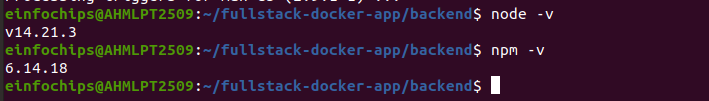 einfochips@AHMLPT2509:~/fullstack-docker-app/backend$ node -v
v14.21.3
einfochips@AHMLPT2509:~/fullstack-docker-app/backend$ npm -v
6.14.18
einfochips@AHMLPT2509:~/fullstack-docker-app/backend$